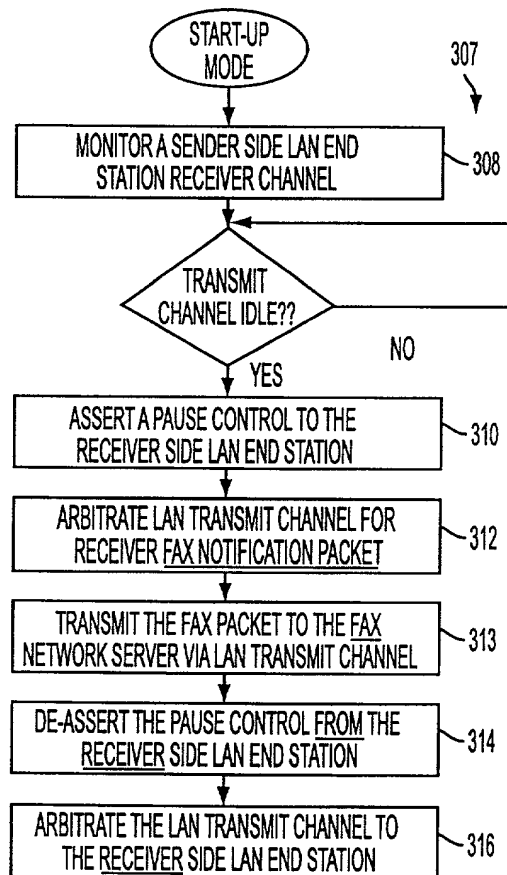 START-UP
MODE
307
MONITOR A SENDER SIDE LAN END
STATION RECEIVER CHANNEL
308
TRANSMIT
CHANNEL IDLE??
NO
YES
ASSERT A PAUSE CONTROL TO THE
RECEIVER SIDE LAN END STATION
310
ARBITRATE LAN TRANSMIT CHANNEL FOR
RECEIVER FAX NOTIFICATION PACKET
312
TRANSMIT THE FAX PACKET TO THE FAX
NETWORK SERVER VIA LAN TRANSMIT CHANNEL
313
DE-ASSERT THE PAUSE CONTROL FROM THE
RECEIVER SIDE LAN END STATION
314
ARBITRATE THE LAN TRANSMIT CHANNEL TO
THE RECEIVER SIDE LAN END STATION
316